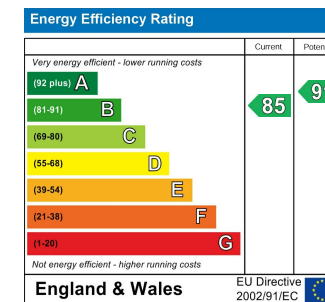 Energy Efficiency Rating
Current
Very energy efficient - lower running costs
(92 plus) A
(81-91) B
(69-80) C
(55-68) D
(39-54) E
(21-38) F
(1-20) G
85
Not energy efficient - higher running costs
England & Wales
EU Directive
2002/91/EC